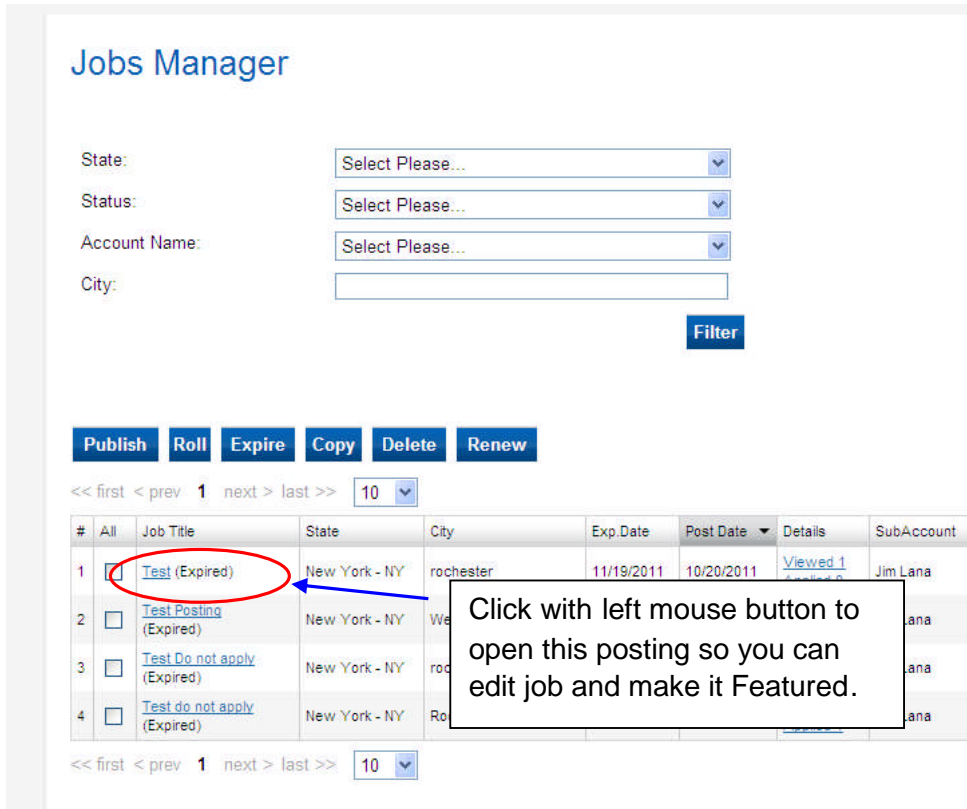 Jobs Manager
State: Select Please...
Status: Select Please...
Account Name: Select Please...
City:
Filter
Publish Roll Expire Copy Delete Renew
<< first < prev 1 next > last >> 10
# All Job Title State City Exp.Date Post Date Details SubAccount
1 Test (Expired) New York - NY rochester 11/19/2011 10/20/2011 Viewed 1 Jim Lana
2 Test Posting New York - NY
(Expired)
3 Test Do not apply New York - NY
(Expired)
4 Test do not apply New York - NY
(Expired)
Click with left mouse button to
open this posting so you can
edit job and make it Featured.
<< first < prev 1 next > last >> 10